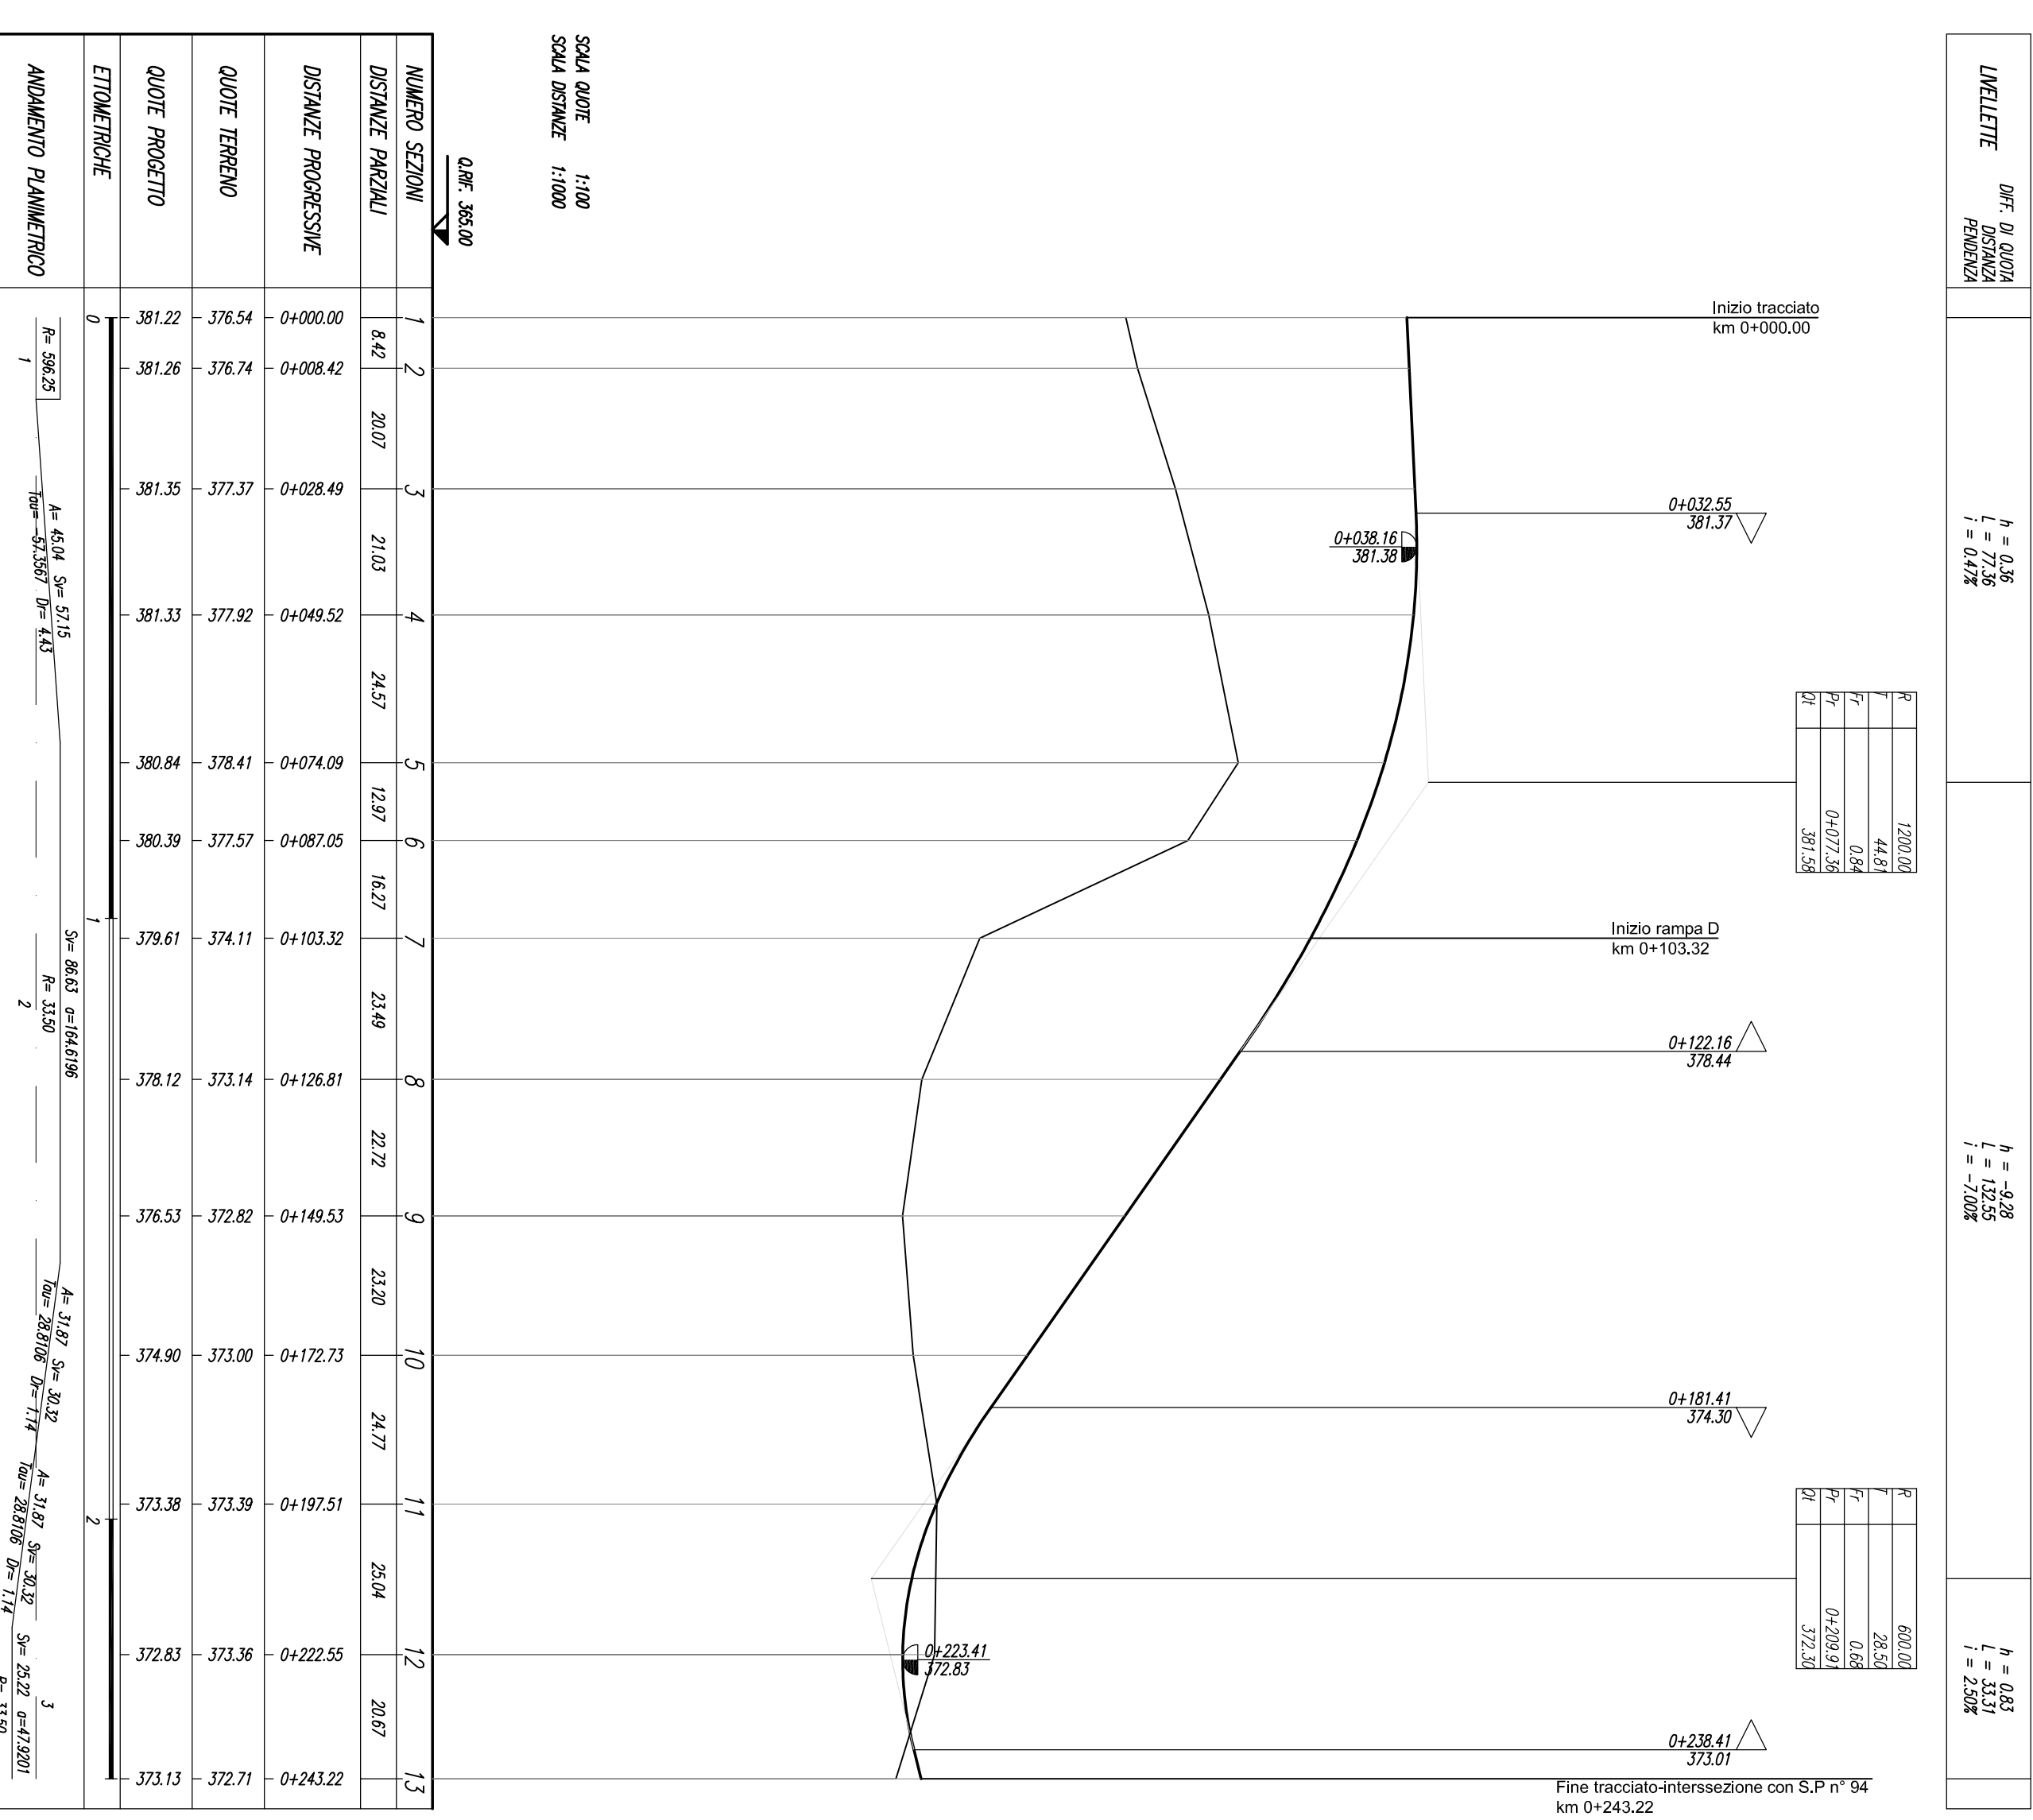 LIVELLETTE
DIFF. DI QUOTA
DISTANZA
PENDENZA
h = 0.36
L = 77.36
i = 0.47%
h = -9.28
L = 132.55
i = -7.00%
h = 0.83
L = 33.31
i = 2.50%
R 1200.00
T 44.81
Fr 0.84
Pr 0+077.36
Qt 381.58
R 600.00
T 28.50
Fr 0.68
Pr 0+209.91
Qt 372.30
Inizio tracciato
km 0+000.00
0+032.55
381.37
0+038.16
381.38
Inizio rampa D
km 0+103.32
0+122.16
378.44
0+181.41
374.30
0+223.41
372.83
0+238.41
373.01
Fine tracciato-interssezione con S.P n° 94
km 0+243.22
SCALA QUOTE 1:100
SCALA DISTANZE 1:1000
Q.RIF. 365.00
NUMERO SEZIONI 1 2 3 4 5 6 7 8 9 10 11 12 13
DISTANZE PARZIALI 8.42 20.07 21.03 24.57 12.97 16.27 23.49 22.72 23.20 24.77 25.04 20.67
DISTANZE PROGRESSIVE 0+000.00 0+008.42 0+028.49 0+049.52 0+074.09 0+087.05 0+103.32 0+126.81 0+149.53 0+172.73 0+197.51 0+222.55 0+243.22
QUOTE TERRENO 376.54 376.74 377.37 377.92 378.41 377.57 374.11 373.14 372.82 373.00 373.39 373.36 372.71
QUOTE PROGETTO 381.22 381.26 381.35 381.33 380.84 380.39 379.61 378.12 376.53 374.90 373.38 372.83 373.13
ETTOMETRICHE 0 1 2
ANDAMENTO PLANIMETRICO
R= 596.25
1
A= 45.04 Sv= 57.15
Tau= -57.3567 Dr= 4.43
Sv= 86.63 a=164.6196
R= 33.50
2
A= 31.87 Sv= 30.32
Tau= 28.8106 Dr= 1.14
A= 31.87 Sv= 30.32
Tau= 28.8106 Dr= 1.14
3
Sv= 25.22 a=47.9201
R= 33.50